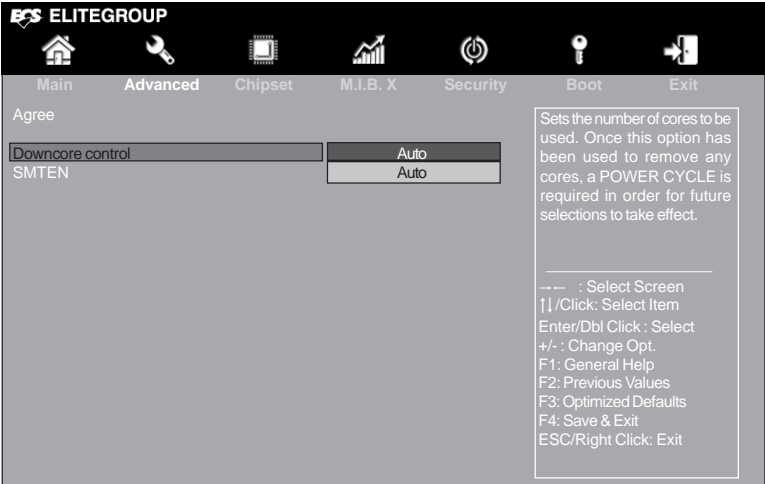 ECS ELITEGROUP
Main Advanced Chipset M.I.B. X Security Boot Exit
Agree
Downcore control Auto
SMTEN Auto
Sets the number of cores to be
used. Once this option has
been used to remove any
cores, a POWER CYCLE is
required in order for future
selections to take effect.
→← : Select Screen
↑↓/Click: Select Item
Enter/Dbl Click : Select
+/- : Change Opt.
F1: General Help
F2: Previous Values
F3: Optimized Defaults
F4: Save & Exit
ESC/Right Click: Exit